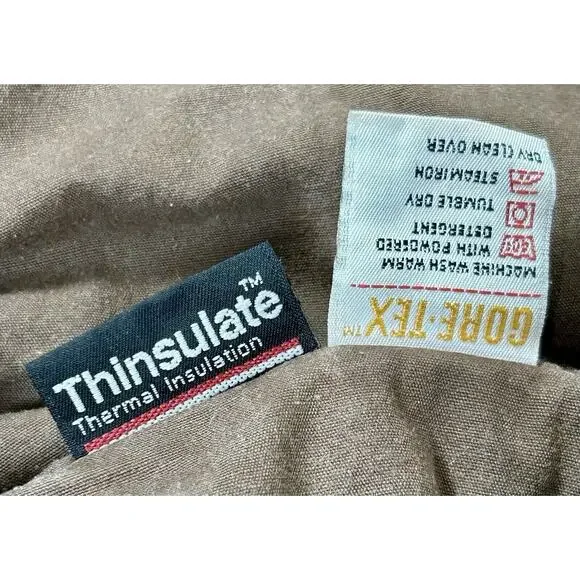 Thinsulate™
Thermal Insulation
GORE-TEX™
MACHINE WASH WARM
WITH POWDERED
DETERGENT
TUMBLE DRY
STEAM IRON
DRY CLEAN OVER